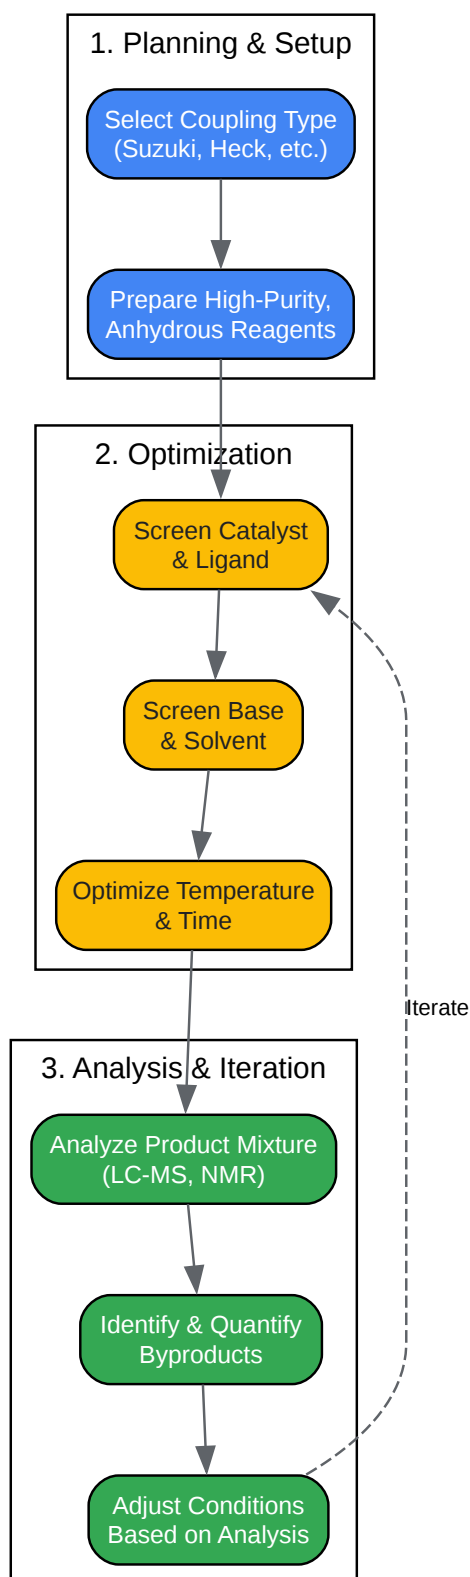 1. Planning & Setup
Select Coupling Type
(Suzuki, Heck, etc.)
Prepare High-Purity,
Anhydrous Reagents
2. Optimization
Screen Catalyst
& Ligand
Screen Base
& Solvent
Optimize Temperature
& Time
Iterate
3. Analysis & Iteration
Analyze Product Mixture
(LC-MS, NMR)
Identify & Quantify
Byproducts
Adjust Conditions
Based on Analysis